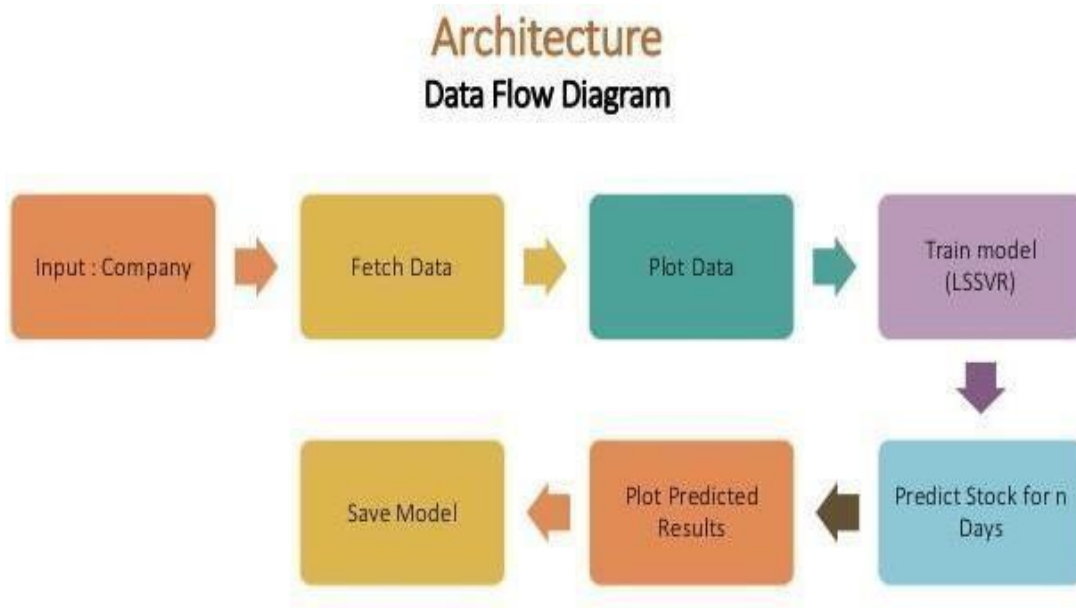 Architecture
Data Flow Diagram
Input : Company
Fetch Data
Plot Data
Train model
(LSSVR)
Predict Stock for n
Days
Plot Predicted
Results
Save Model